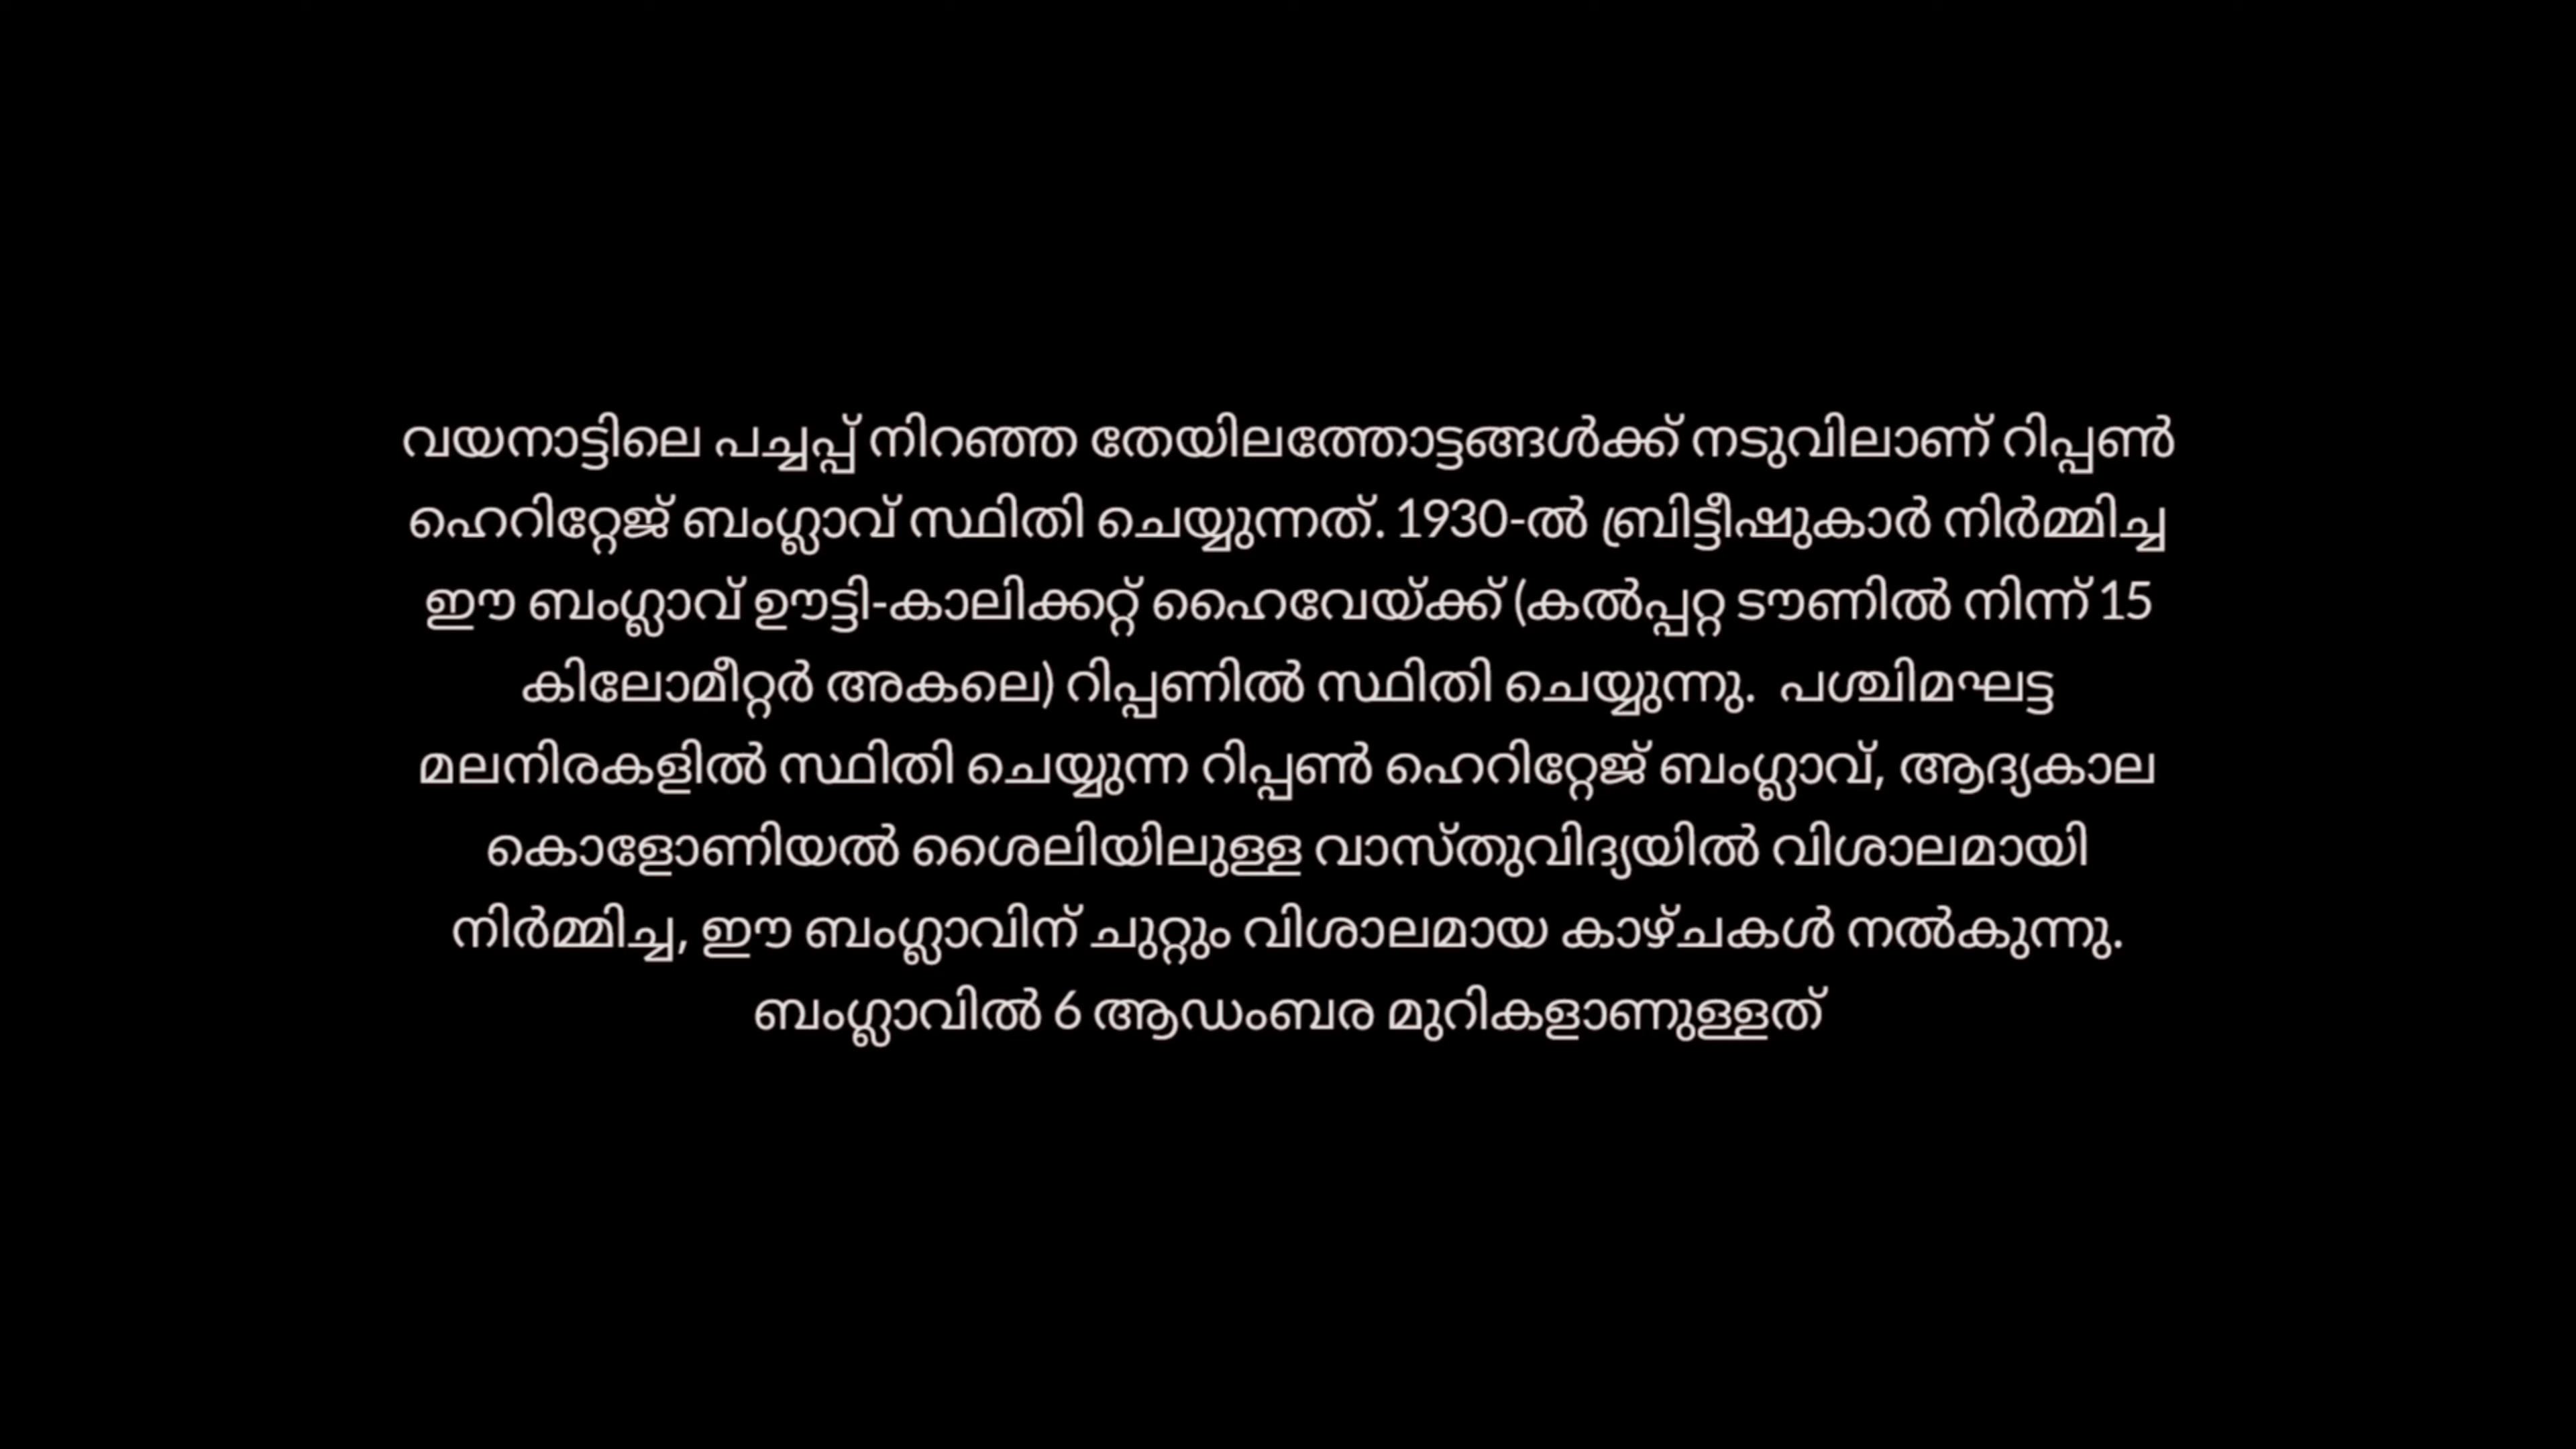 വയനാട്ടിലെ പച്ചപ്പ് നിറഞ്ഞ തേയിലത്തോട്ടങ്ങൾക്ക് നടുവിലാണ് റിപ്പൺ
ഹെറിറ്റേജ് ബംഗ്ലാവ് സ്ഥിതി ചെയ്യുന്നത്. 1930-ൽ ബ്രിട്ടീഷുകാർ നിർമ്മിച്ച
ഈ ബംഗ്ലാവ് ഊട്ടി-കാലിക്കറ്റ് ഹൈവേയ്ക്ക് (കൽപ്പറ്റ ടൗണിൽ നിന്ന് 15
കിലോമീറ്റർ അകലെ) റിപ്പണിൽ സ്ഥിതി ചെയ്യുന്നു.  പശ്ചിമഘട്ട
മലനിരകളിൽ സ്ഥിതി ചെയ്യുന്ന റിപ്പൺ ഹെറിറ്റേജ് ബംഗ്ലാവ്, ആദ്യകാല
കൊളോണിയൽ ശൈലിയിലുള്ള വാസ്തുവിദ്യയിൽ വിശാലമായി
നിർമ്മിച്ച, ഈ ബംഗ്ലാവിന് ചുറ്റും വിശാലമായ കാഴ്ചകൾ നൽകുന്നു.
ബംഗ്ലാവിൽ 6 ആഡംബര മുറികളാണുള്ളത്